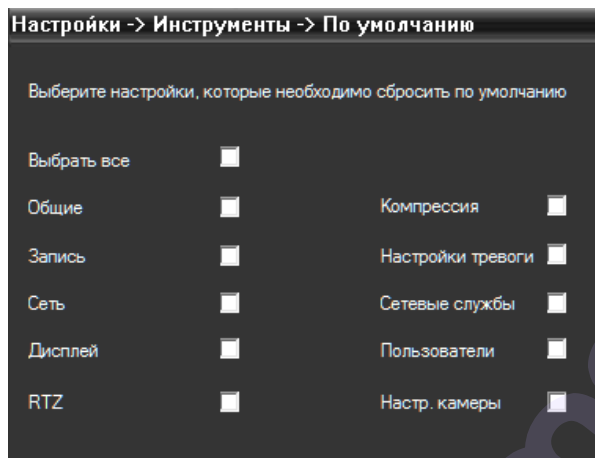 Настройки -> Инструменты -> По умолчанию
Выберите настройки, которые необходимо сбросить по умолчанию
Выбрать все
Общие
Компрессия
Запись
Настройки тревоги
Сеть
Сетевые службы
Дисплей
Пользователи
RTZ
Настр. камеры